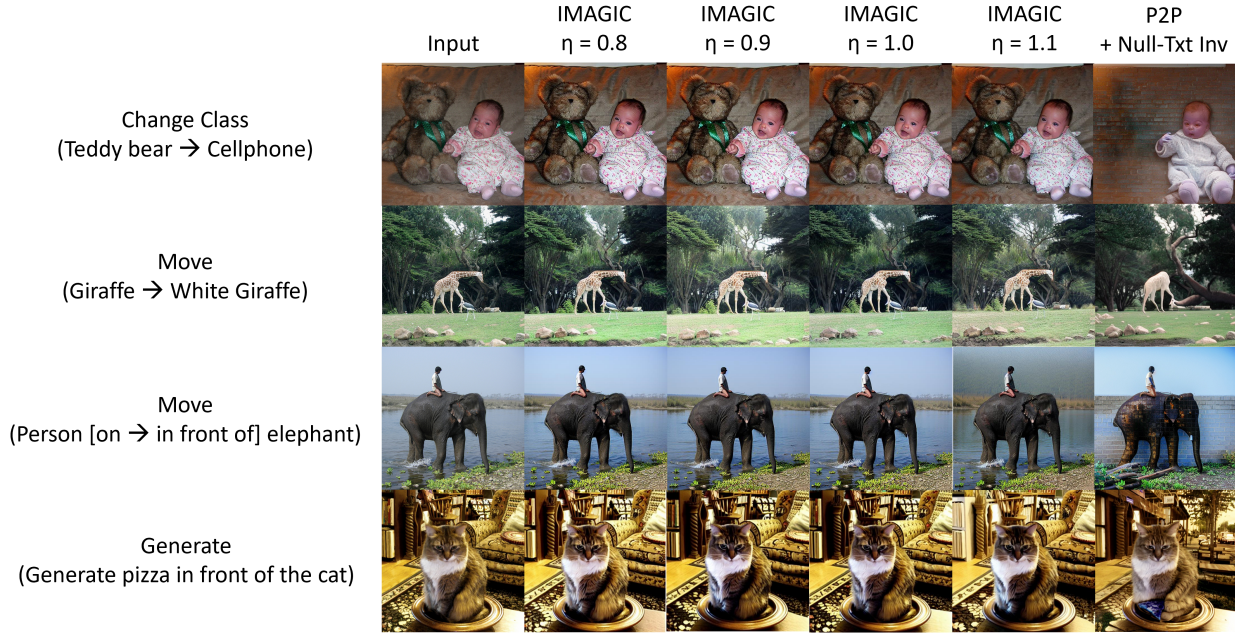 IMAGIC IMAGIC IMAGIC IMAGIC P2P
Input η = 0.8 η = 0.9 η = 1.0 η = 1.1 + Null-Txt Inv
Change Class
(Teddy bear → Cellphone)
Move
(Giraffe → White Giraffe)
Move
(Person [on → in front of] elephant)
Generate
(Generate pizza in front of the cat)